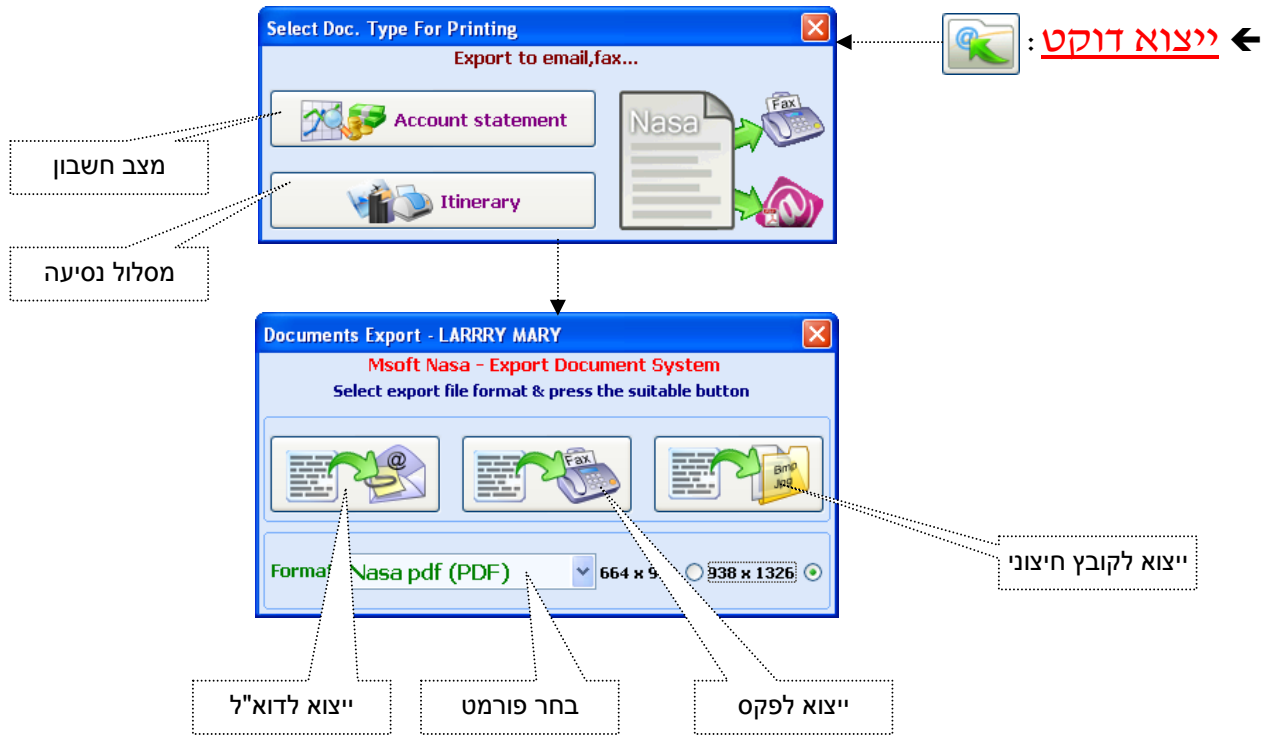 ייצוא דוקט :
Select Doc. Type For Printing
Export to email,fax...
Account statement
Itinerary
Nasa
Fax
@
מצב חשבון
מסלול נסיעה
Documents Export - LARRRY MARY
Msoft Nasa - Export Document System
Select export file format & press the suitable button
@
Fax
Bmp
Jpg
Nasa pdf (PDF)
938 x 1326
ייצוא לקובץ חיצוני
ייצוא לדוא"ל
בחר פורמט
ייצוא לפקס